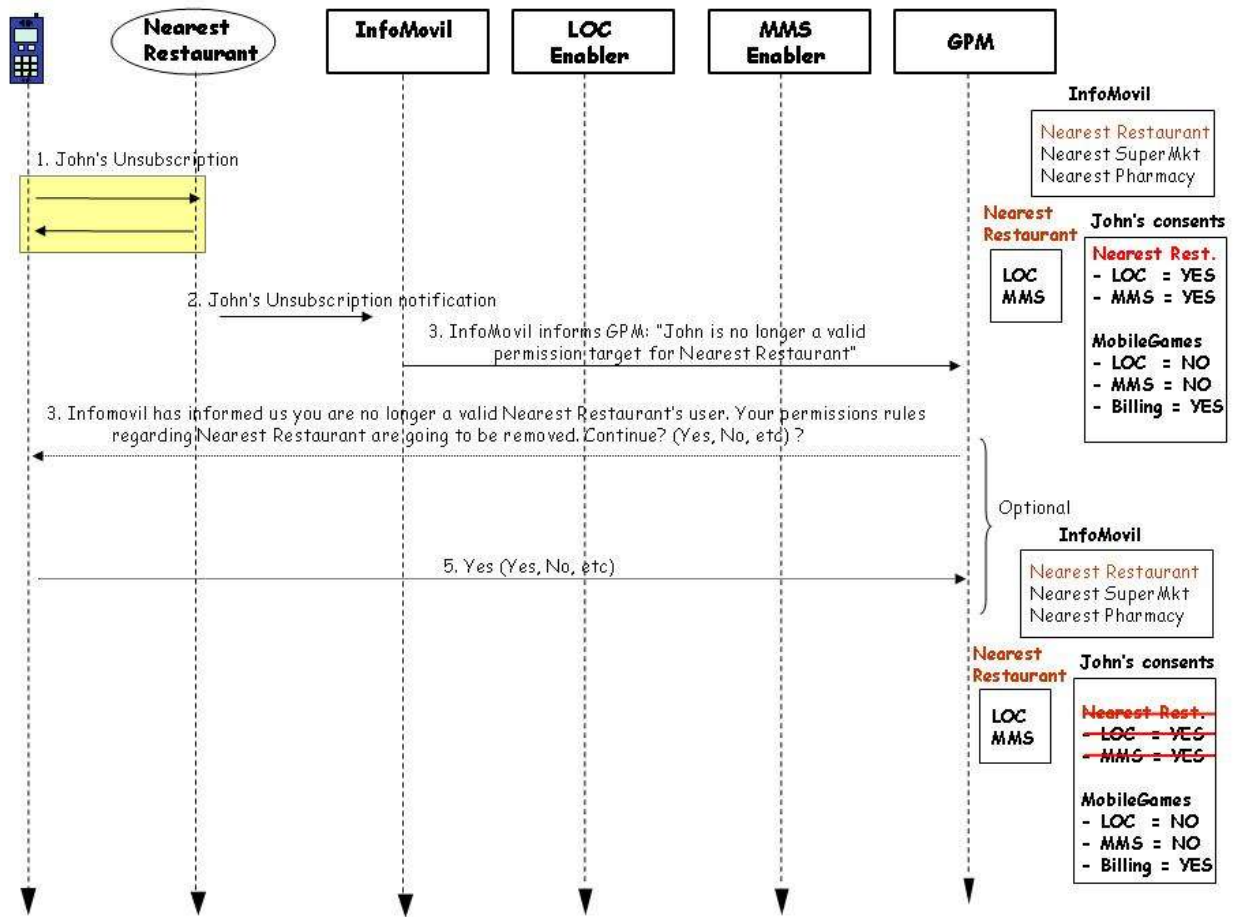 Nearest
Restaurant
InfoMovil
LOC
Enabler
MMS
Enabler
GPM
InfoMovil
Nearest Restaurant
Nearest SuperMkt
Nearest Pharmacy
1. John's Unsubscription
Nearest
Restaurant
LOC
MMS
John's consents
Nearest Rest.
- LOC = YES
- MMS = YES
MobileGames
- LOC = NO
- MMS = NO
- Billing = YES
2. John's Unsubscription notification
3. InfoMovil informs GPM: "John is no longer a valid
permission target for Nearest Restaurant"
3. Infomovil has informed us you are no longer a valid Nearest Restaurant's user. Your permissions rules
regarding Nearest Restaurant are going to be removed. Continue? (Yes, No, etc) ?
Optional
InfoMovil
Nearest Restaurant
Nearest SuperMkt
Nearest Pharmacy
5. Yes (Yes, No, etc)
Nearest
Restaurant
LOC
MMS
John's consents
Nearest Rest.
- LOC = YES
- MMS = YES
MobileGames
- LOC = NO
- MMS = NO
- Billing = YES